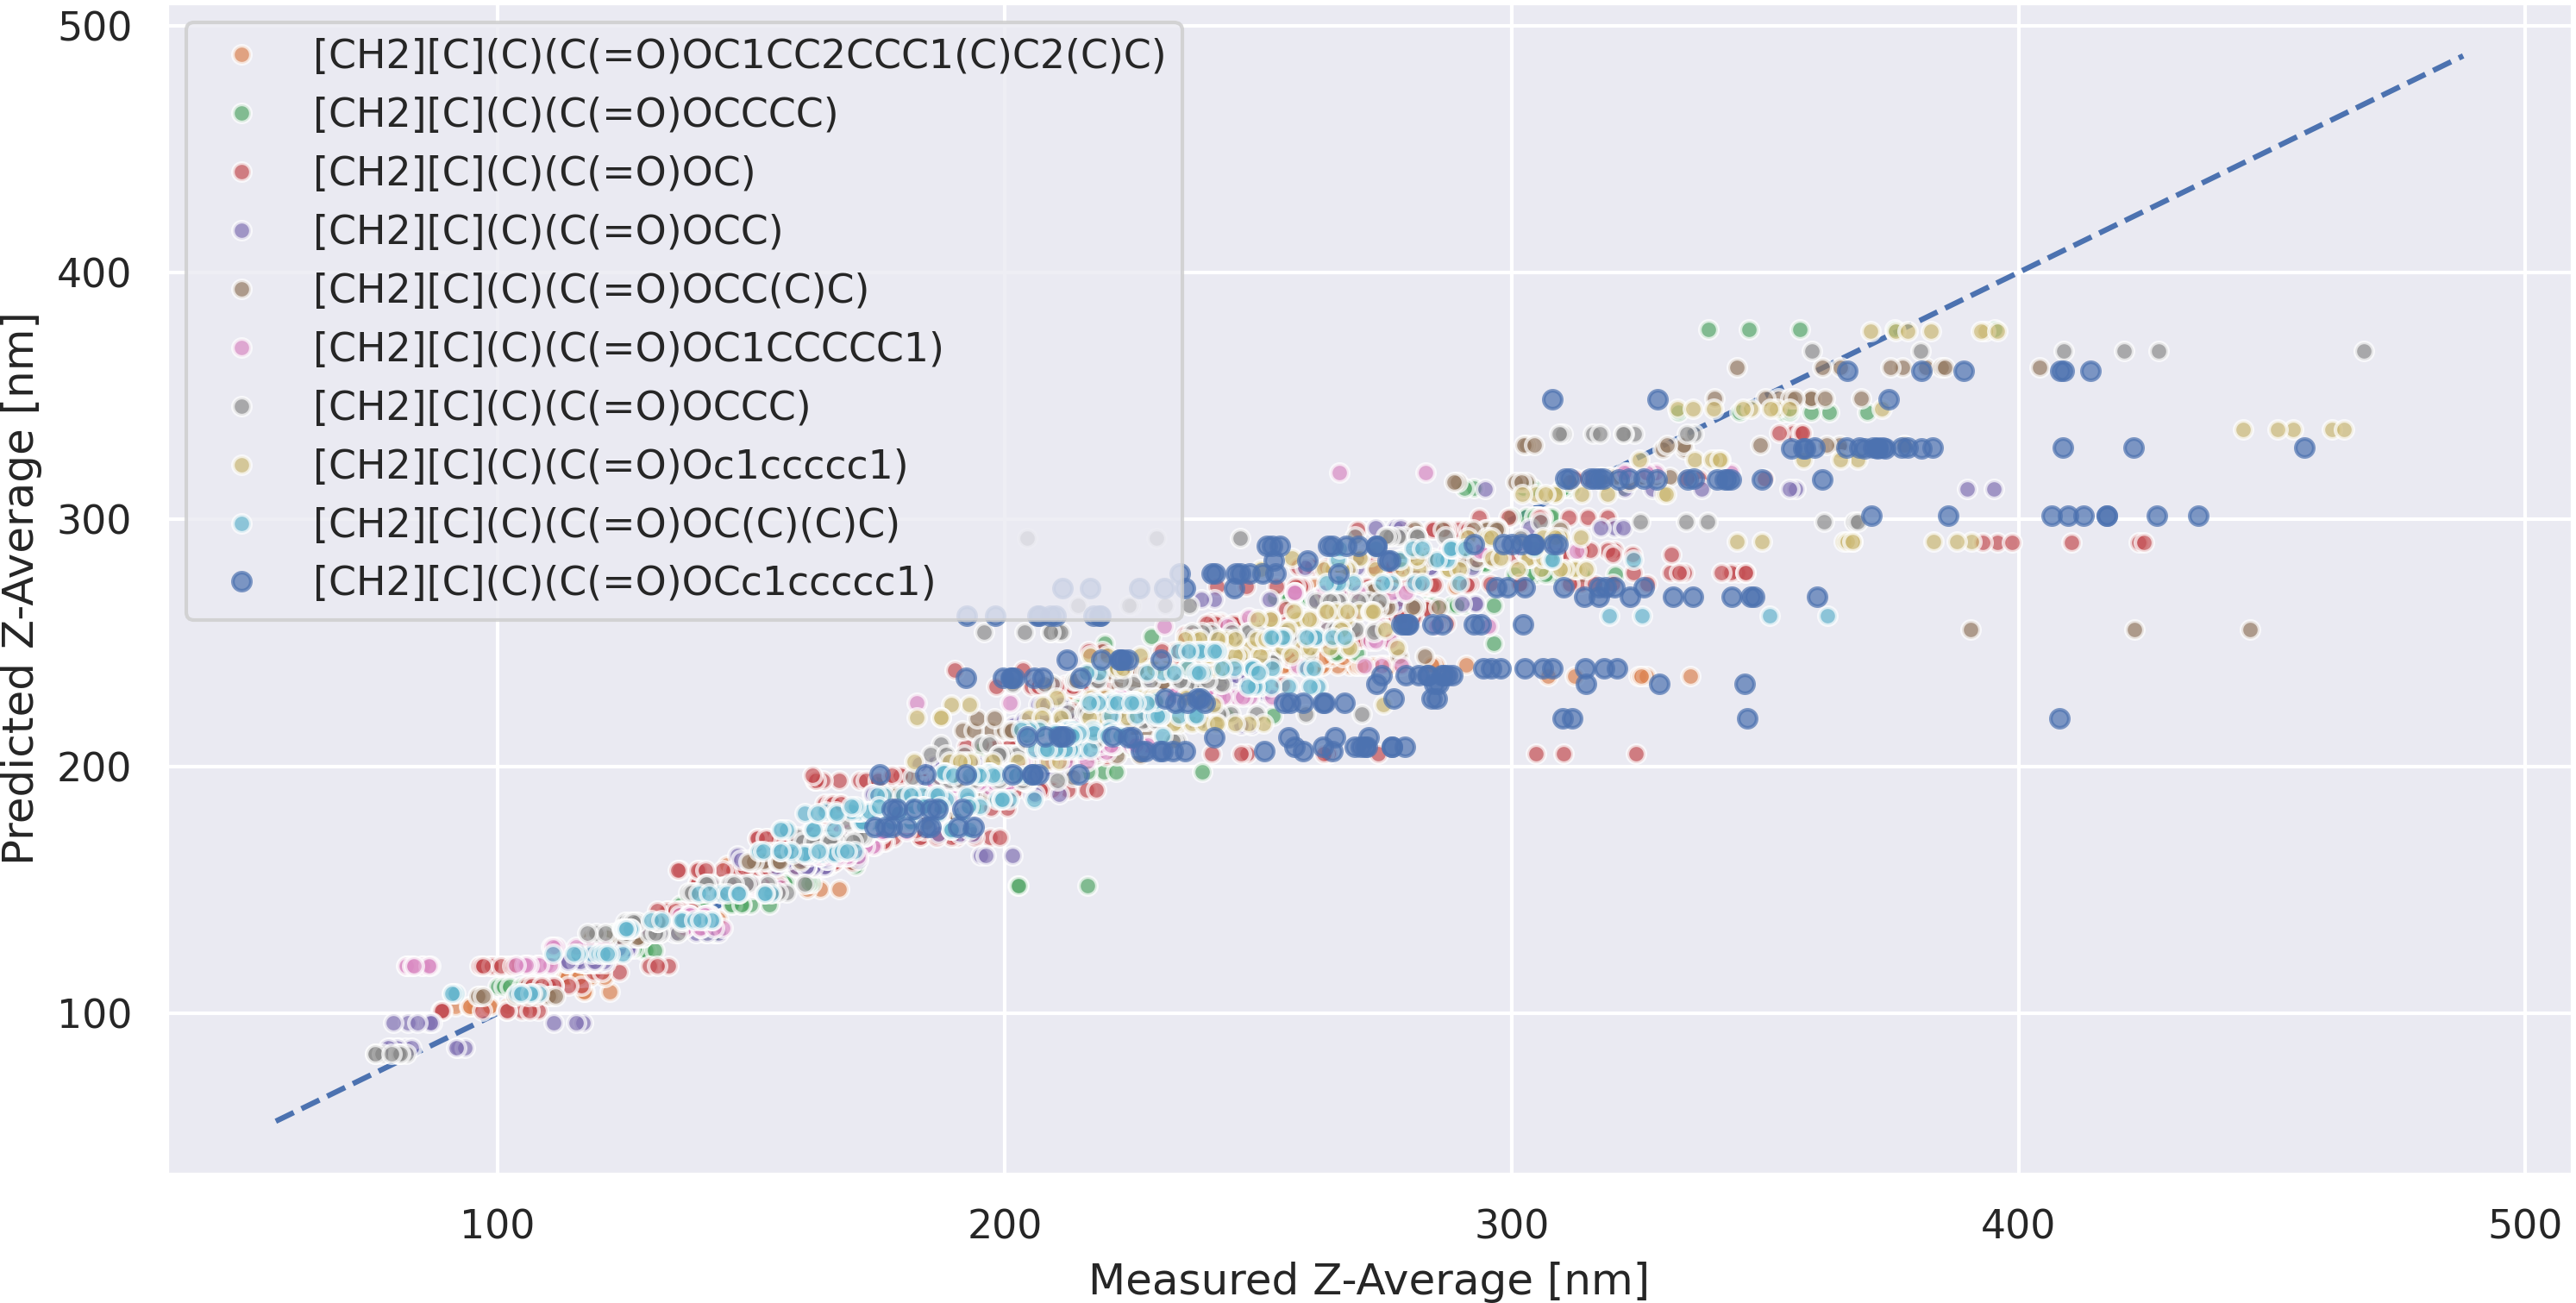 500
400
300
200
100
Predicted Z-Average [nm]
[CH2][C](C)(C(=O)OC1CC2CCC1(C)C2(C)C)
[CH2][C](C)(C(=O)OCCCC)
[CH2][C](C)(C(=O)OC)
[CH2][C](C)(C(=O)OCC)
[CH2][C](C)(C(=O)OCC(C)C)
[CH2][C](C)(C(=O)OC1CCCCC1)
[CH2][C](C)(C(=O)OCCC)
[CH2][C](C)(C(=O)Oc1ccccc1)
[CH2][C](C)(C(=O)OC(C)(C)C)
[CH2][C](C)(C(=O)OCc1ccccc1)
100 200 300 400 500
Measured Z-Average [nm]